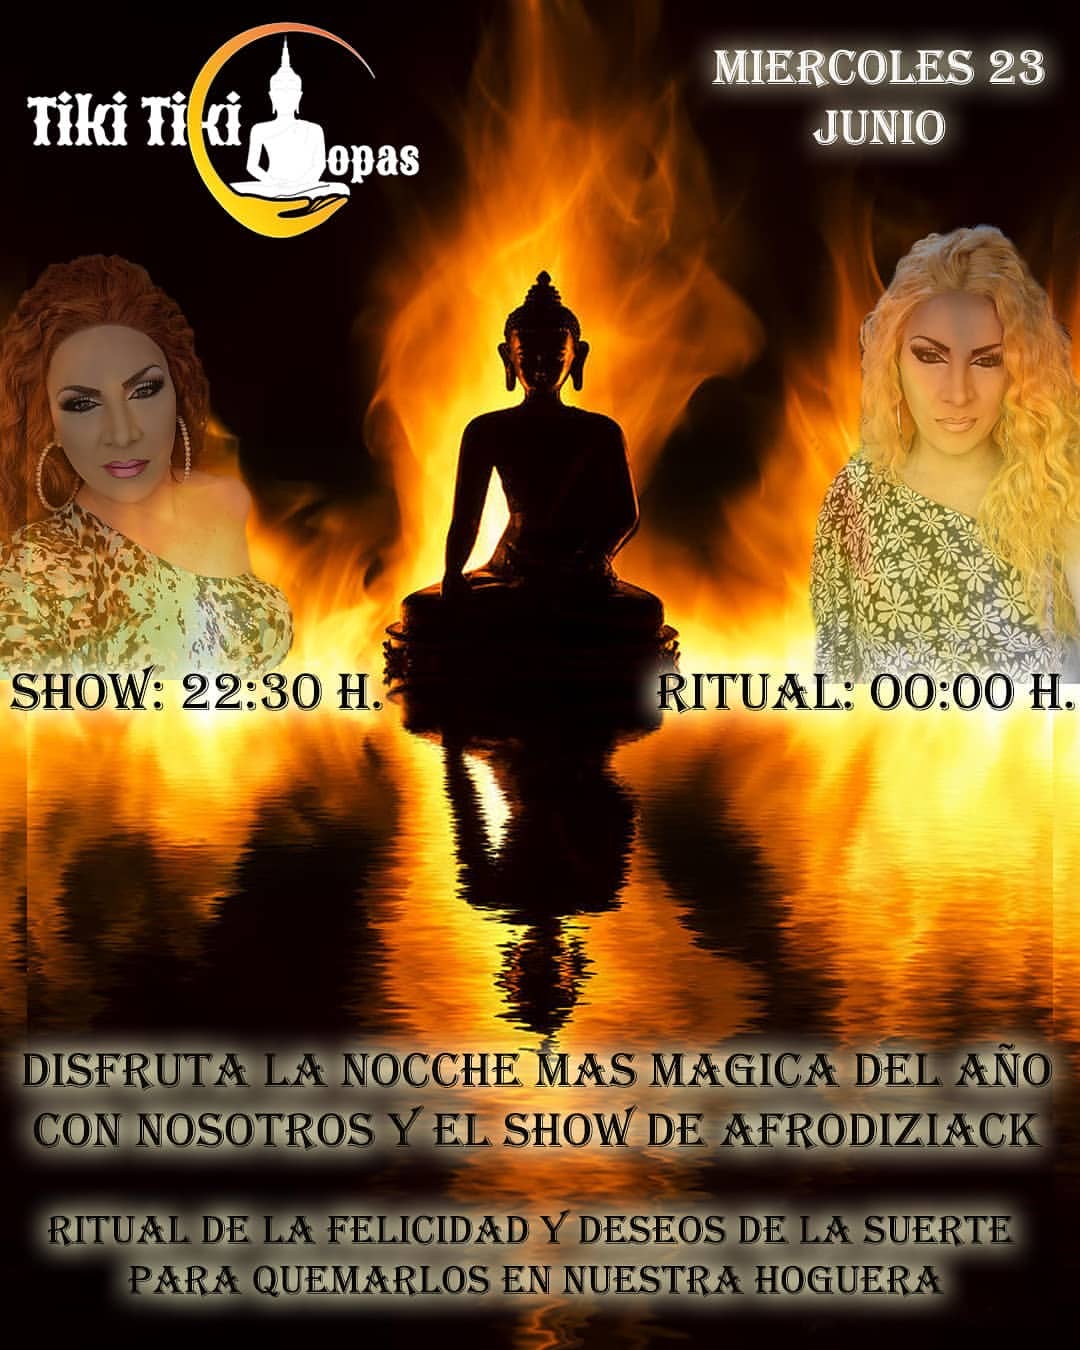 Tiki Tiki
Copas
MIERCOLES 23
JUNIO
SHOW: 22:30 H.
RITUAL: 00:00 H.
DISFRUTA LA NOCCHE MAS MAGICA DEL AÑO
CON NOSOTROS Y EL SHOW DE AFRODIZIACK
RITUAL DE LA FELICIDAD Y DESEOS DE LA SUERTE
PARA QUEMARLOS EN NUESTRA HOGUERA